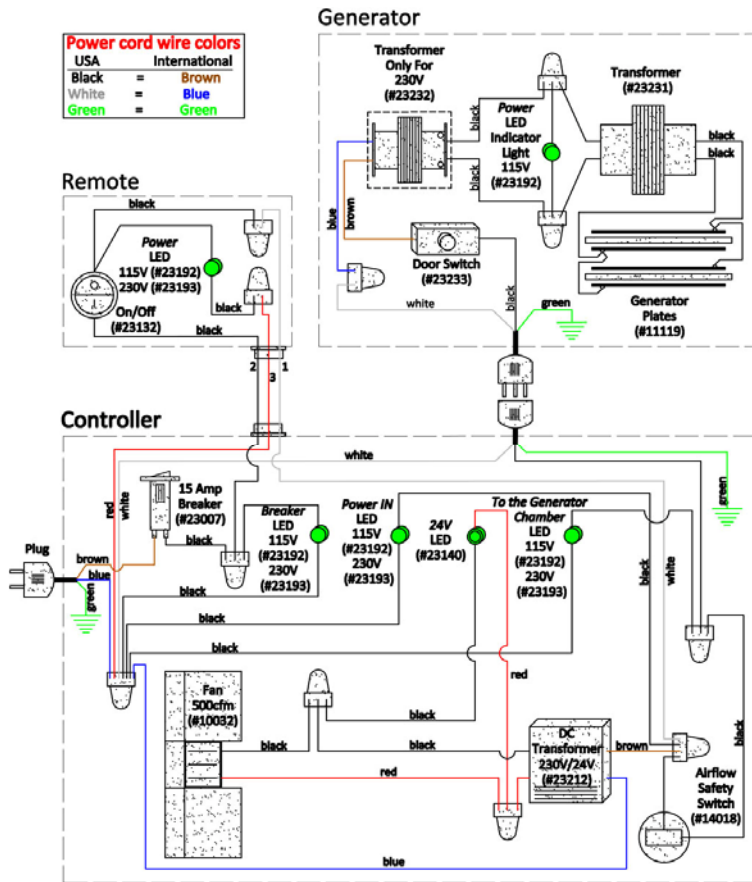 Generator
Power cord wire colors
USA International
Black = Brown
White = Blue
Green = Green
Transformer
Only For
230V
(#23232)
Power
LED
Indicator
Light
115V
(#23192)
Transformer
(#23231)
black
black
black
black
blue
brown
Door Switch
(#23233)
white
black
green
Generator
Plates
(#11119)
Remote
black
Power
LED
115V (#23192)
230V (#23193)
On/Off
(#23132)
black
black
2 1
3
Controller
white
red
white
15 Amp
Breaker
(#23007)
black
Breaker
LED
115V
(#23192)
230V
(#23193)
Power IN
LED
115V
(#23192)
230V
(#23193)
24V
LED
(#23140)
To the Generator
Chamber
LED
115V
(#23192)
230V
(#23193)
green
black
white
Plug
brown
blue
green
black
black
black
red
Fan
500cfm
(#10032)
black
black
black
red
DC
Transformer
230V/24V
(#23212)
brown
black
Airflow
Safety
Switch
(#14018)
blue